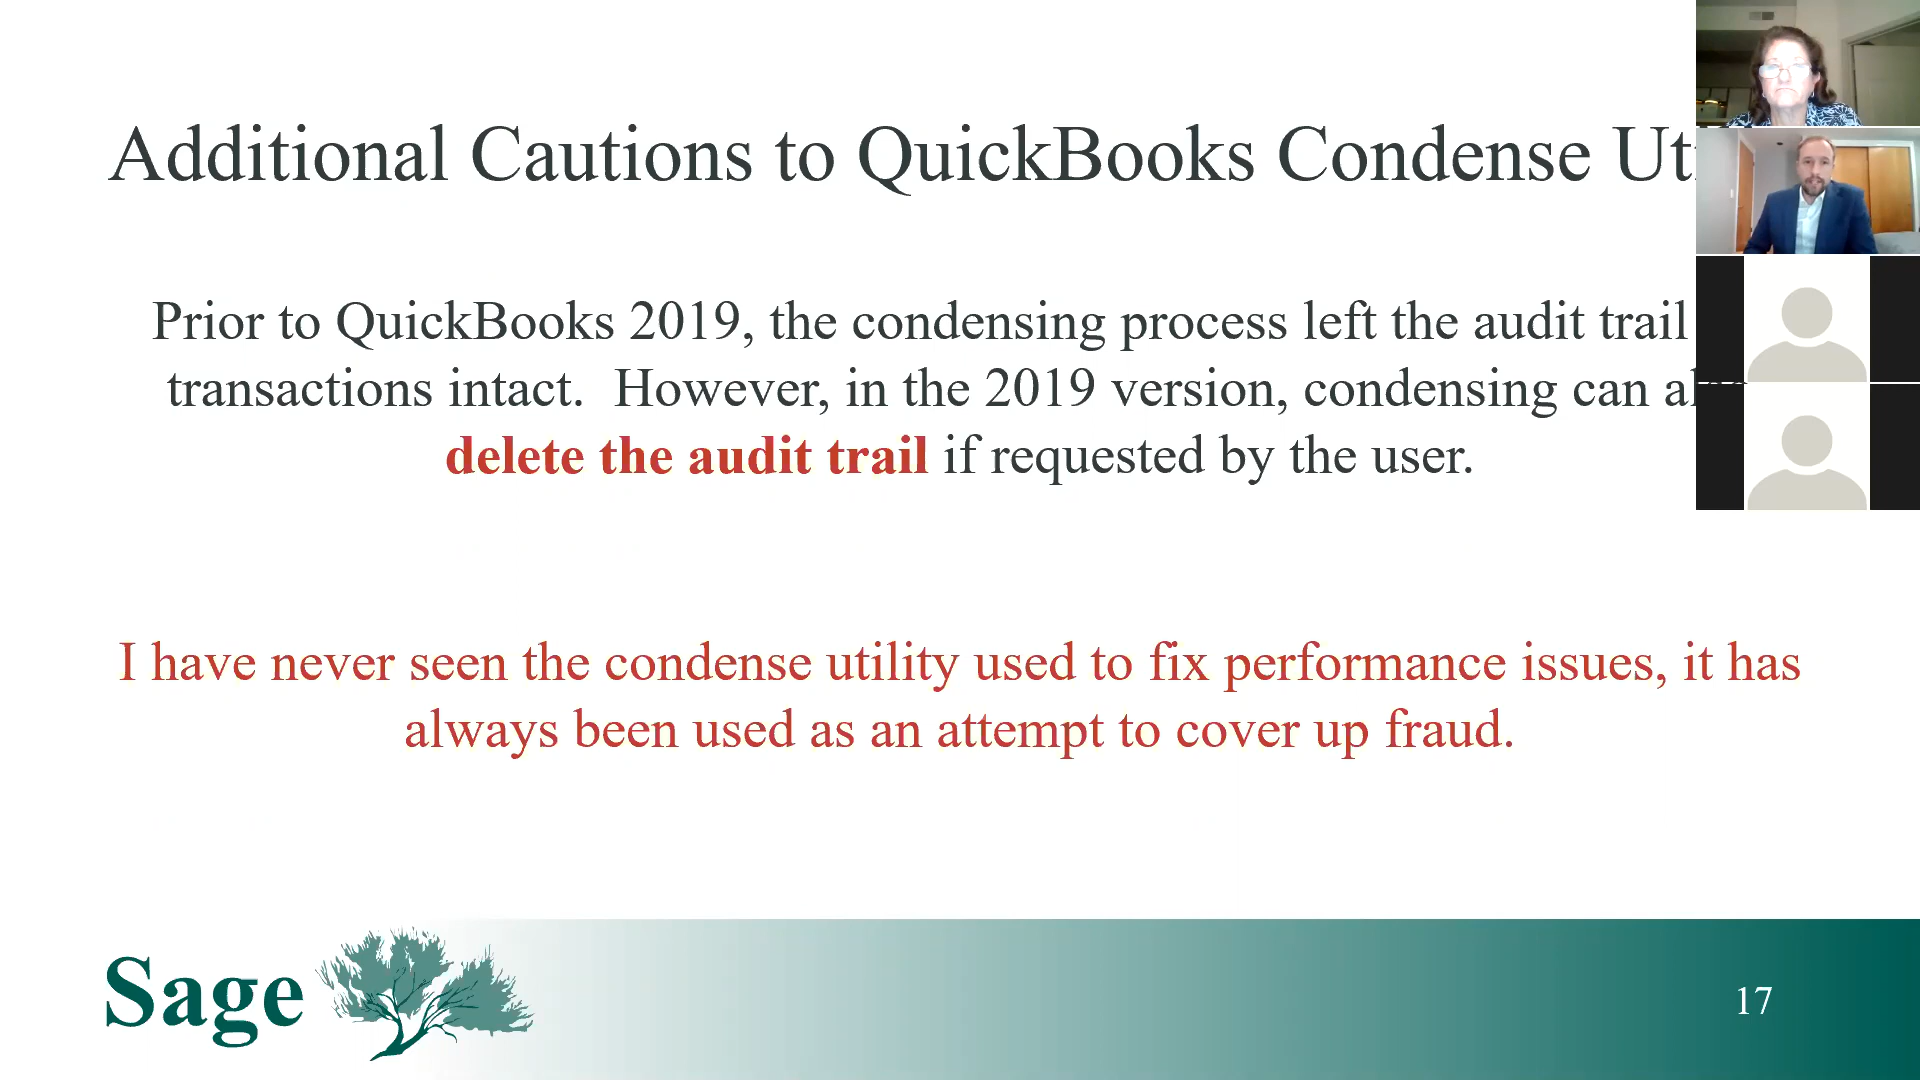 Additional Cautions to QuickBooks Condense
Prior to QuickBooks 2019, the condensing process left the audit trail
transactions intact.  However, in the 2019 version, condensing can
delete the audit trail if requested by the user.
I have never seen the condense utility used to fix performance issues, it has
always been used as an attempt to cover up fraud.
Sage
17